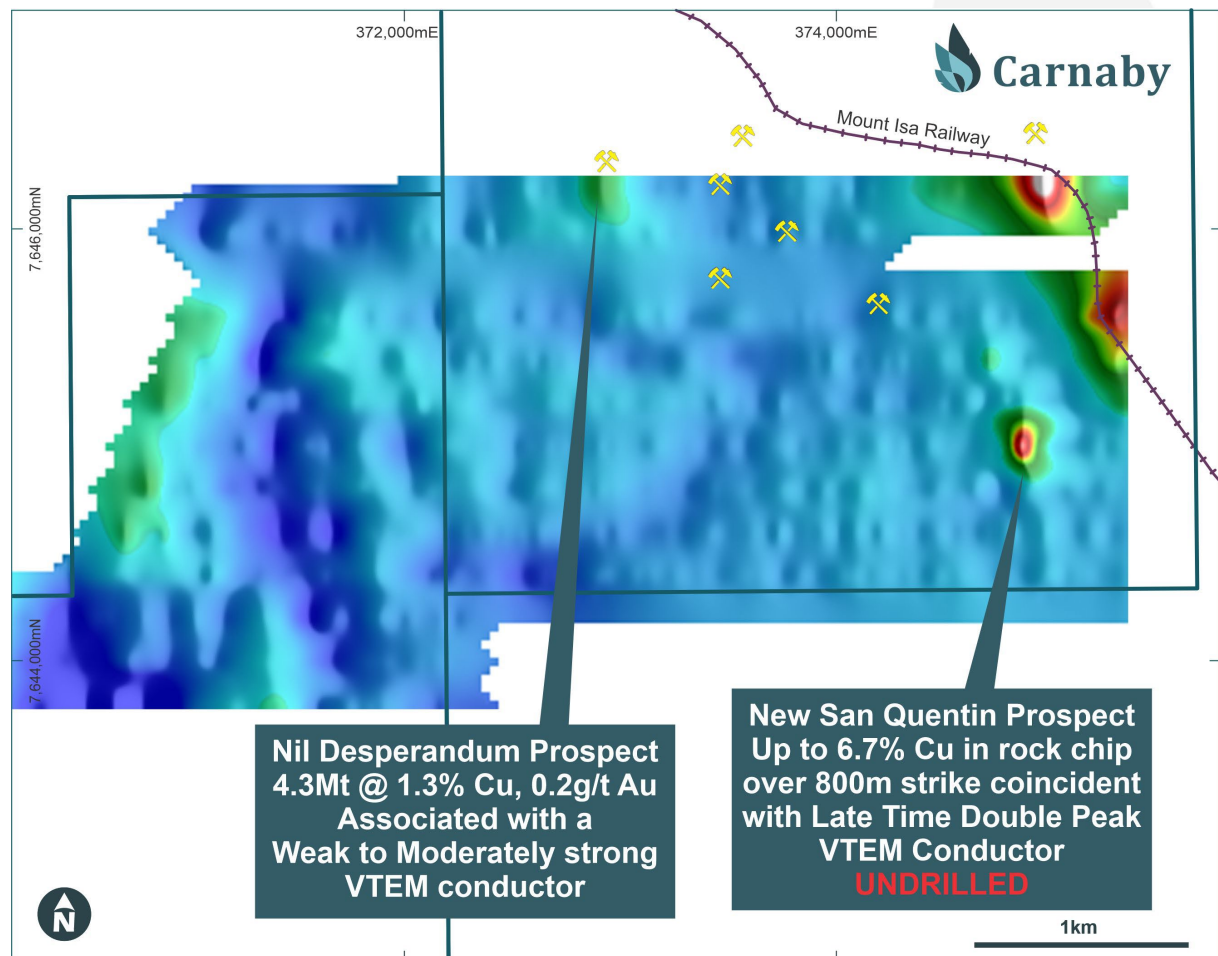 372,000mE
374,000mE
Carnaby
Mount Isa Railway
7,646,000mN
7,644,000mN
Nil Desperandum Prospect
4.3Mt @ 1.3% Cu, 0.2g/t Au
Associated with a
Weak to Moderately strong
VTEM conductor
New San Quentin Prospect
Up to 6.7% Cu in rock chip
over 800m strike coincident
with Late Time Double Peak
VTEM Conductor
UNDRILLED
N
1km